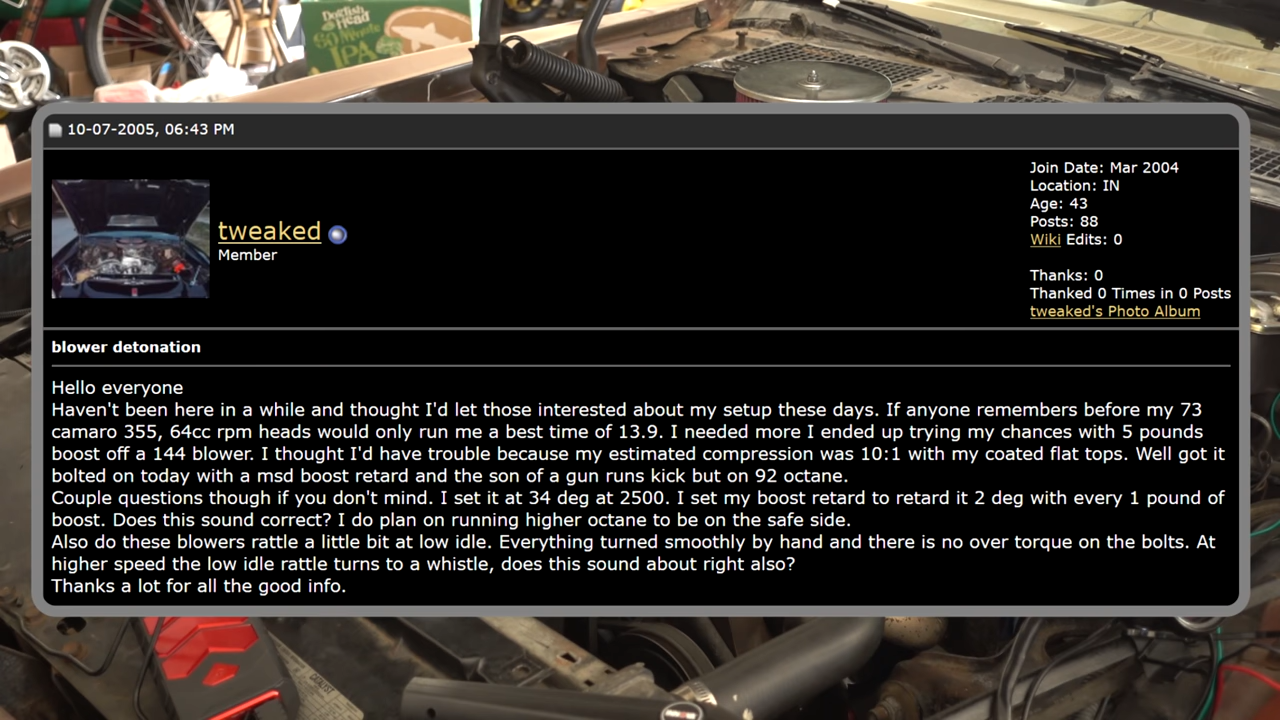 Dogfish
Head
60 Minute
IPA
10-07-2005, 06:43 PM
tweaked
Member
Join Date: Mar 2004
Location: IN
Age: 43
Posts: 88
Wiki Edits: 0
Thanks: 0
Thanked 0 Times in 0 Posts
tweaked's Photo Album
blower detonation
Hello everyone
Haven't been here in a while and thought I'd let those interested about my setup these days. If anyone remembers before my 73
camaro 355, 64cc rpm heads would only run me a best time of 13.9. I needed more I ended up trying my chances with 5 pounds
boost off a 144 blower. I thought I'd have trouble because my estimated compression was 10:1 with my coated flat tops. Well got it
bolted on today with a msd boost retard and the son of a gun runs kick but on 92 octane.
Couple questions though if you don't mind. I set it at 34 deg at 2500. I set my boost retard to retard it 2 deg with every 1 pound of
boost. Does this sound correct? I do plan on running higher octane to be on the safe side.
Also do these blowers rattle a little bit at low idle. Everything turned smoothly by hand and there is no over torque on the bolts. At
higher speed the low idle rattle turns to a whistle, does this sound about right also?
Thanks a lot for all the good info.